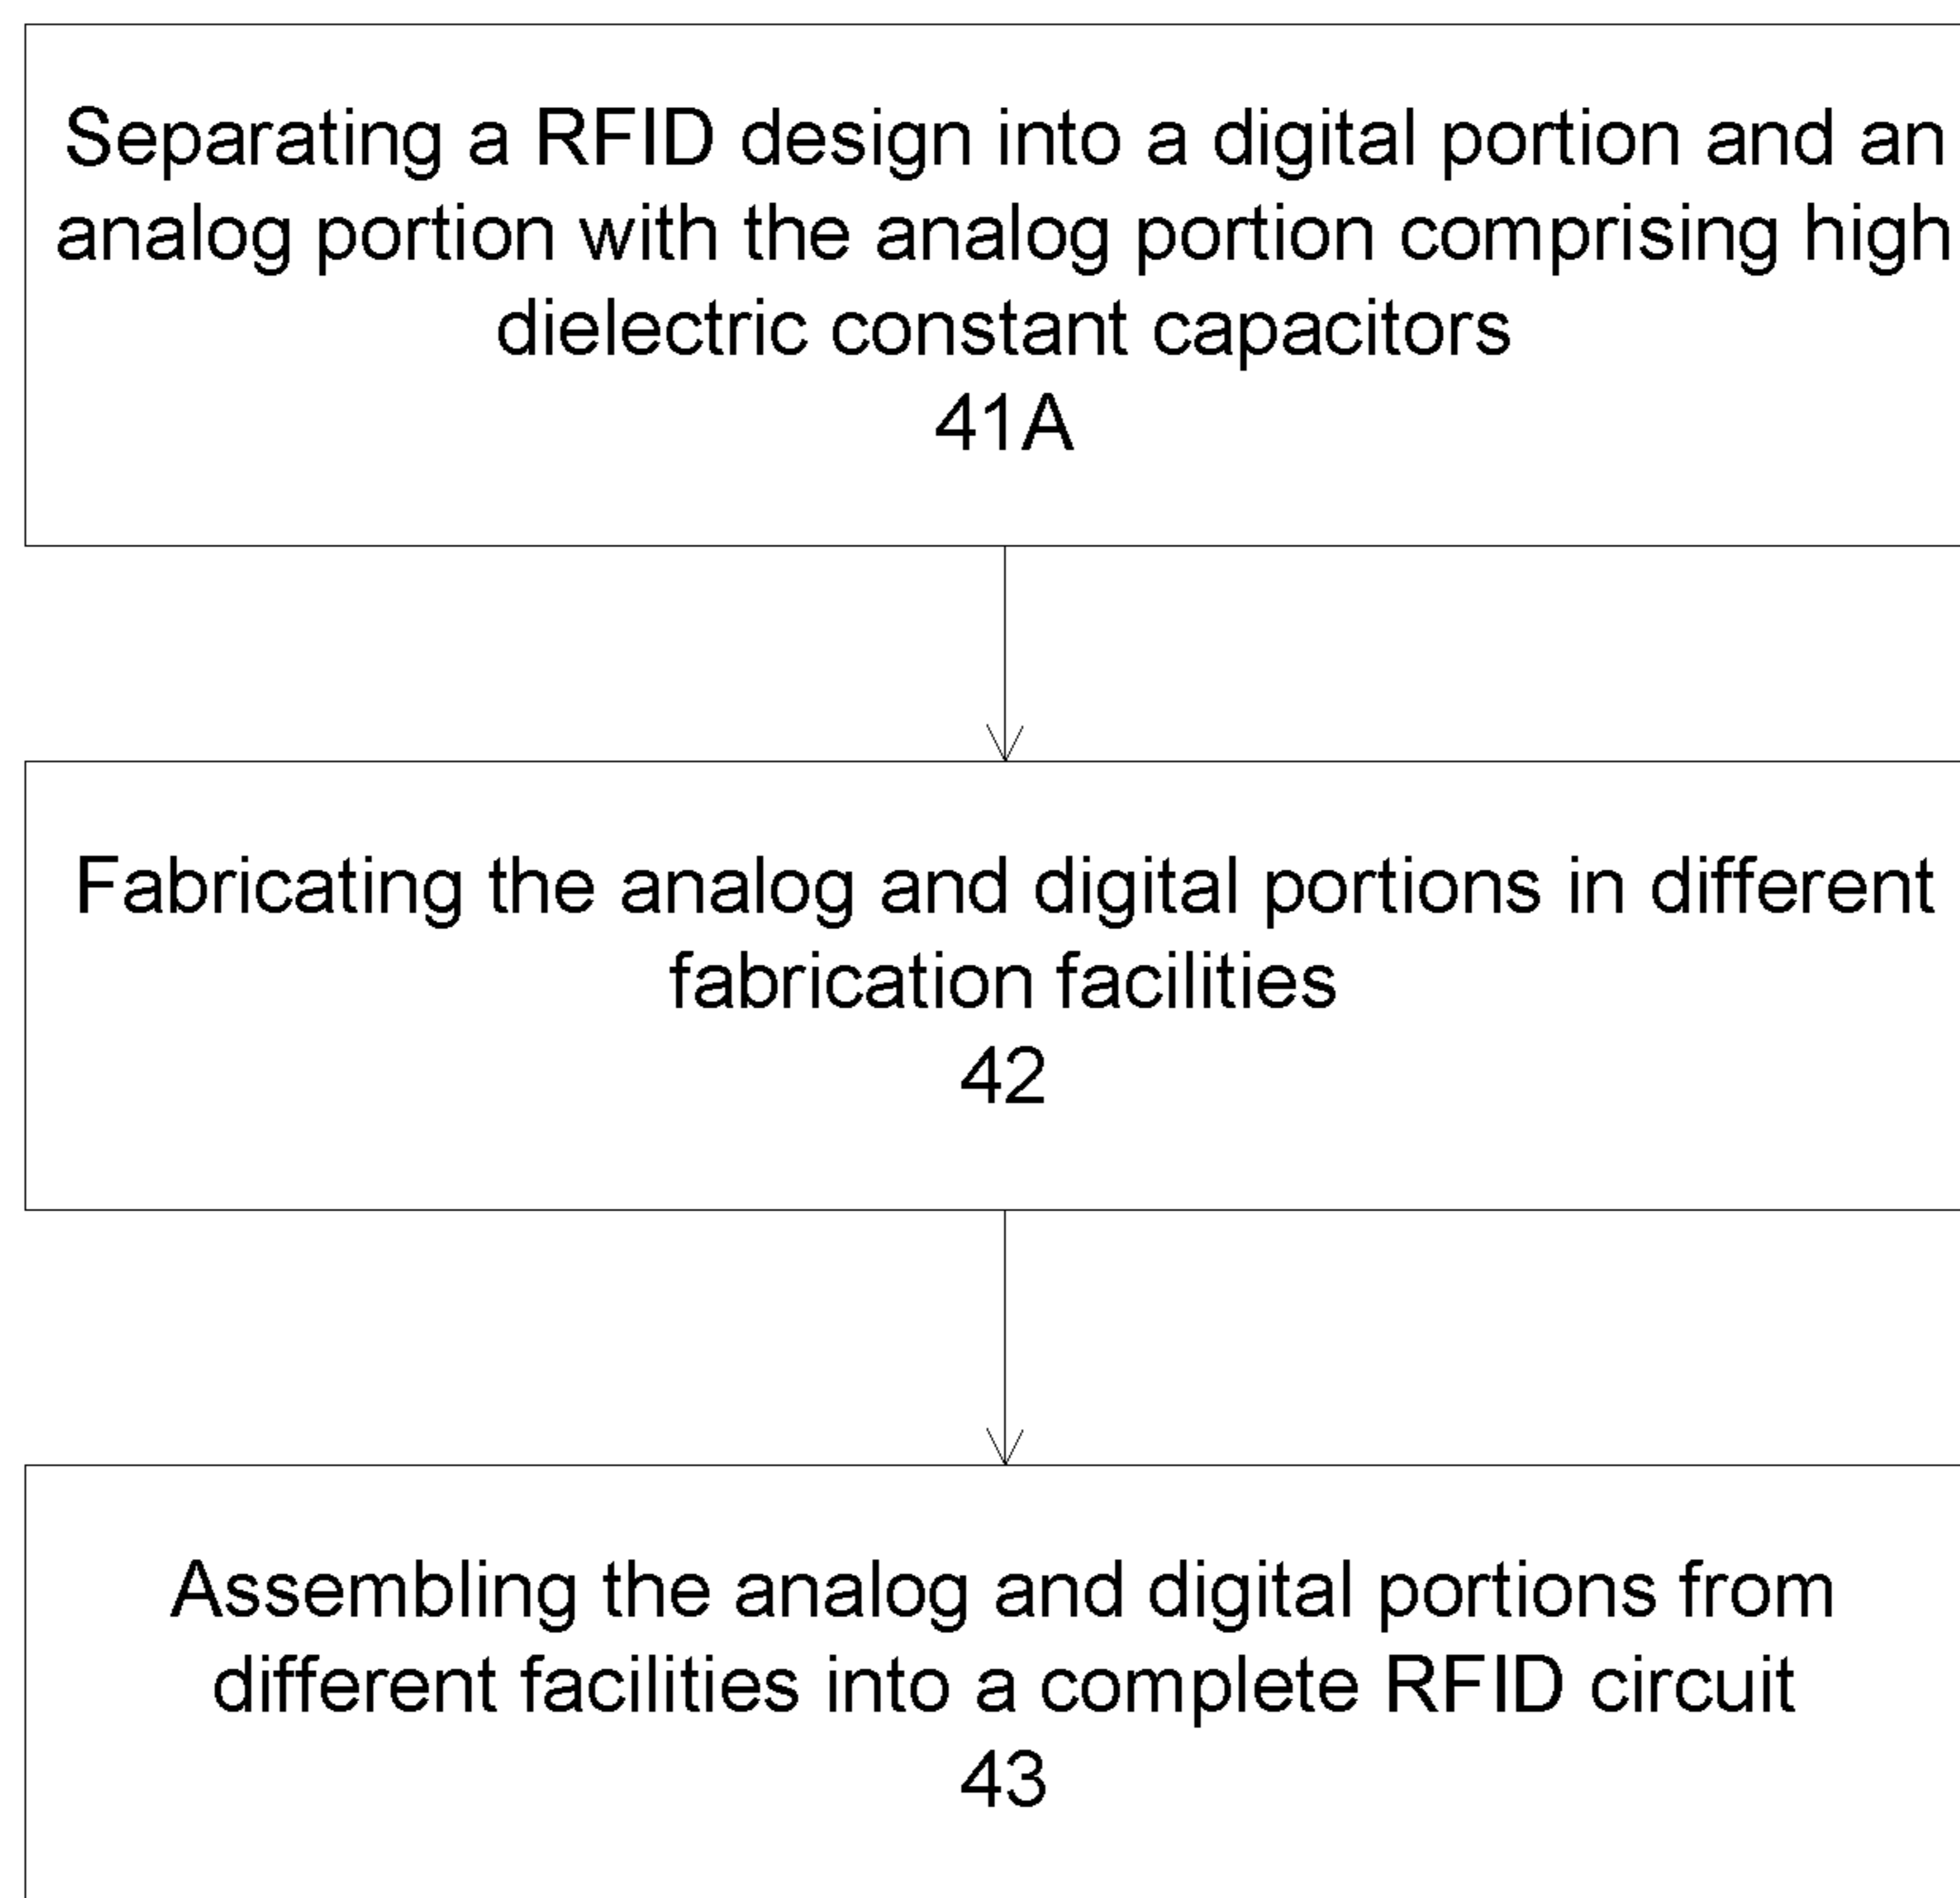 Separating a RFID design into a digital portion and an
analog portion with the analog portion comprising high
dielectric constant capacitors
41A
Fabricating the analog and digital portions in different
fabrication facilities
42
Assembling the analog and digital portions from
different facilities into a complete RFID circuit
43